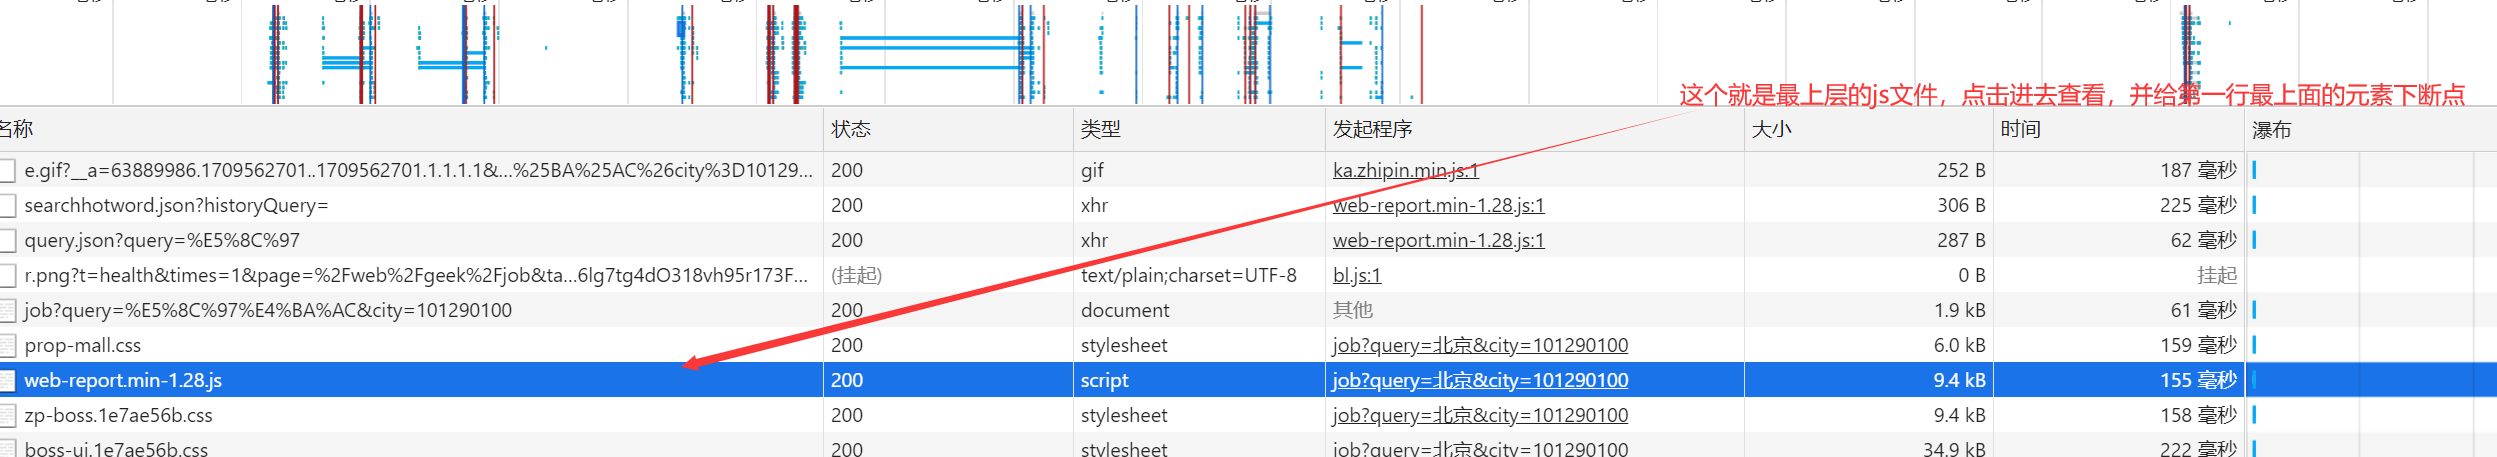 这个就是最上层的js文件，点击进去查看，并给第一行最上面的元素下断点
名称 状态 类型 发起程序 大小 时间 瀑布
e.gif?__a=63889986.1709562701..1709562701.1.1.1.1&...%25BA%25AC%26city%3D10129... 200 gif ka.zhipin.min.js:1 252 B 187 毫秒
searchhotword.json?historyQuery= 200 xhr web-report.min-1.28.js:1 306 B 225 毫秒
query.json?query=%E5%8C%97 200 xhr web-report.min-1.28.js:1 287 B 62 毫秒
r.png?t=health&times=1&page=%2Fweb%2Fgeek%2Fjob&ta...6lg7tg4dO318vh95r173F... (挂起) text/plain;charset=UTF-8 bl.js:1 0 B 挂起
job?query=%E5%8C%97%E4%BA%AC&city=101290100 200 document 其他 1.9 kB 61 毫秒
prop-mall.css 200 stylesheet job?query=北京&city=101290100 6.0 kB 159 毫秒
web-report.min-1.28.js 200 script job?query=北京&city=101290100 9.4 kB 155 毫秒
zp-boss.1e7ae56b.css 200 stylesheet job?query=北京&city=101290100 9.4 kB 158 毫秒
boss-ui.1e7ae56b.css 200 stylesheet job?query=北京&city=101290100 34.9 kB 222 毫秒